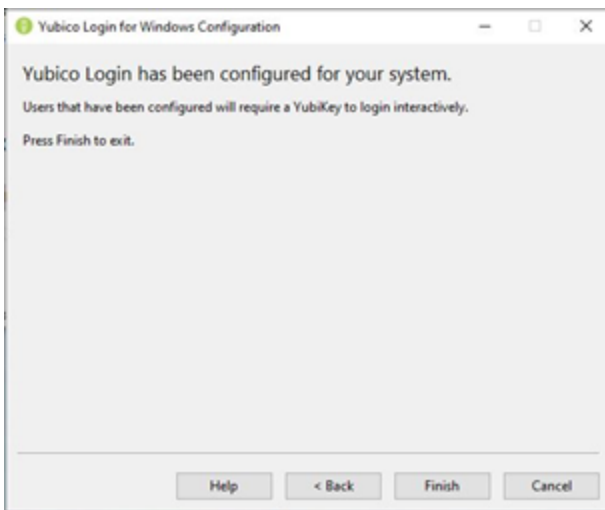 Yubico Login for Windows Configuration
Yubico Login has been configured for your system.
Users that have been configured will require a YubiKey to login interactively.
Press Finish to exit.
Help
< Back
Finish
Cancel